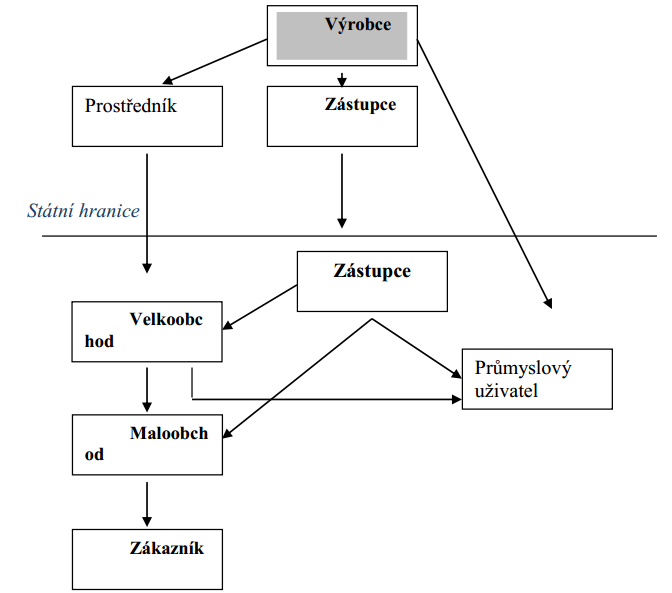 Výrobce
Prostředník
Zástupce
Státní hranice
Zástupce
Velkoobc
hod
Průmyslový
uživatel
Maloobch
od
Zákazník